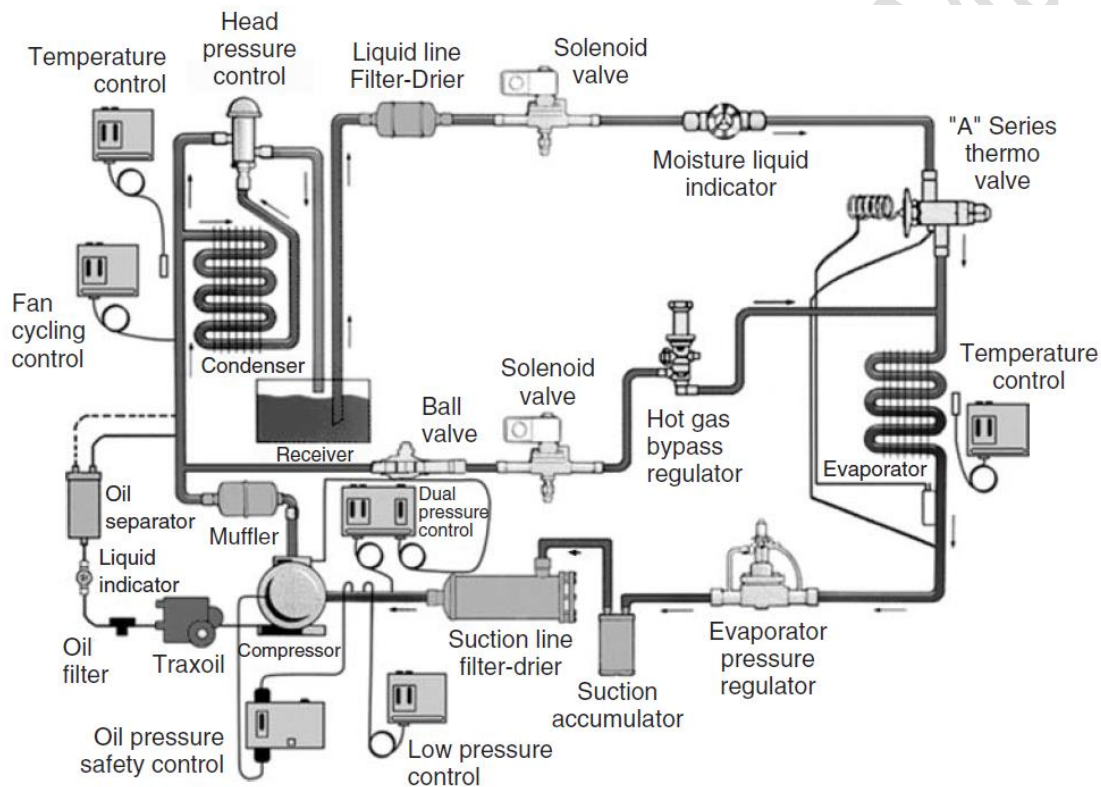 Head
pressure
control
Temperature
control
Liquid line
Filter-Drier
Solenoid
valve
"A" Series
thermo
valve
Moisture liquid
indicator
Fan
cycling
control
Condenser
Receiver
Ball
valve
Solenoid
valve
Hot gas
bypass
regulator
Temperature
control
Evaporator
Oil
separator
Muffler
Dual
pressure
control
Liquid
indicator
Oil
filter
Traxoil
Compressor
Suction line
filter-drier
Suction
accumulator
Evaporator
pressure
regulator
Oil pressure
safety control
Low pressure
control